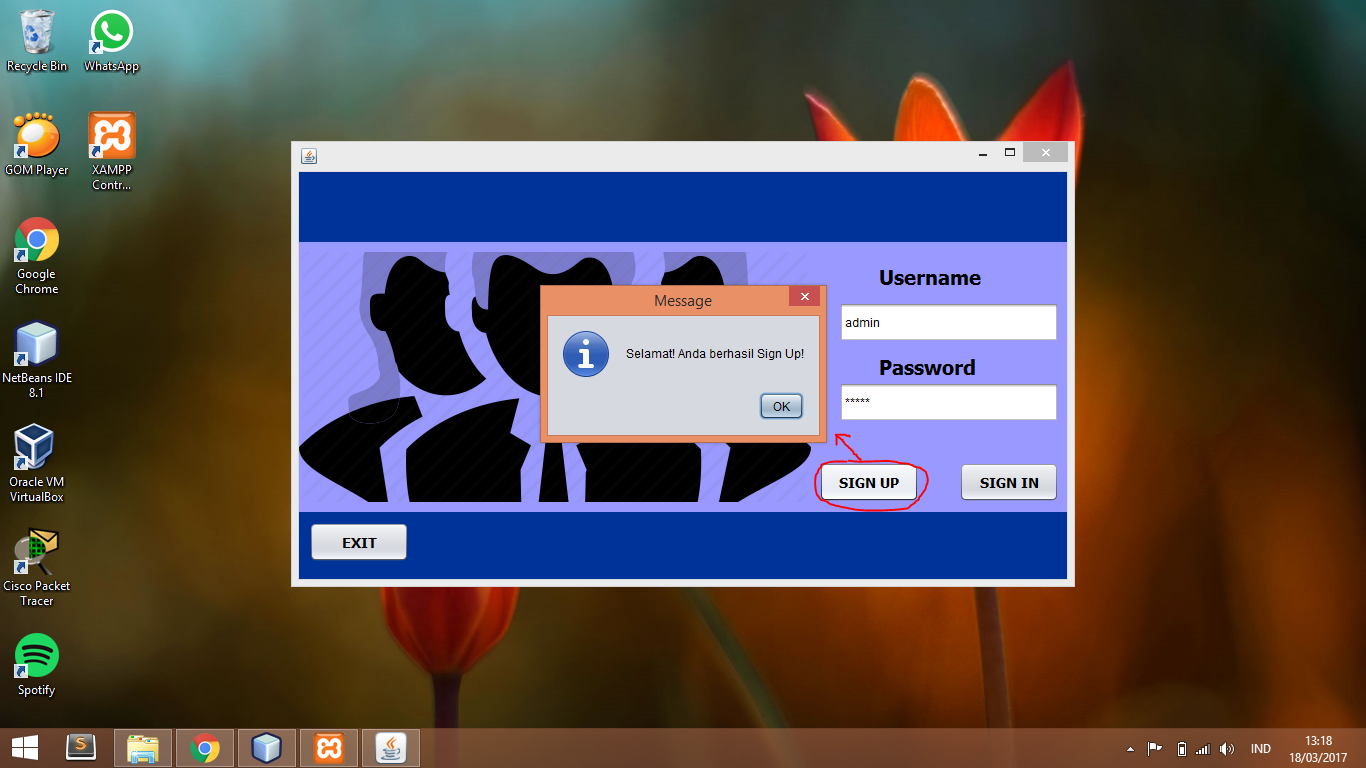 Recycle Bin
WhatsApp
GOM Player
XAMPP
Contr...
Google
Chrome
NetBeans IDE
8.1
Oracle VM
VirtualBox
Cisco Packet
Tracer
Spotify
Message
Selamat! Anda berhasil Sign Up!
OK
Username
admin
Password
*****
SIGN UP
SIGN IN
EXIT
IND
13:18
18/03/2017